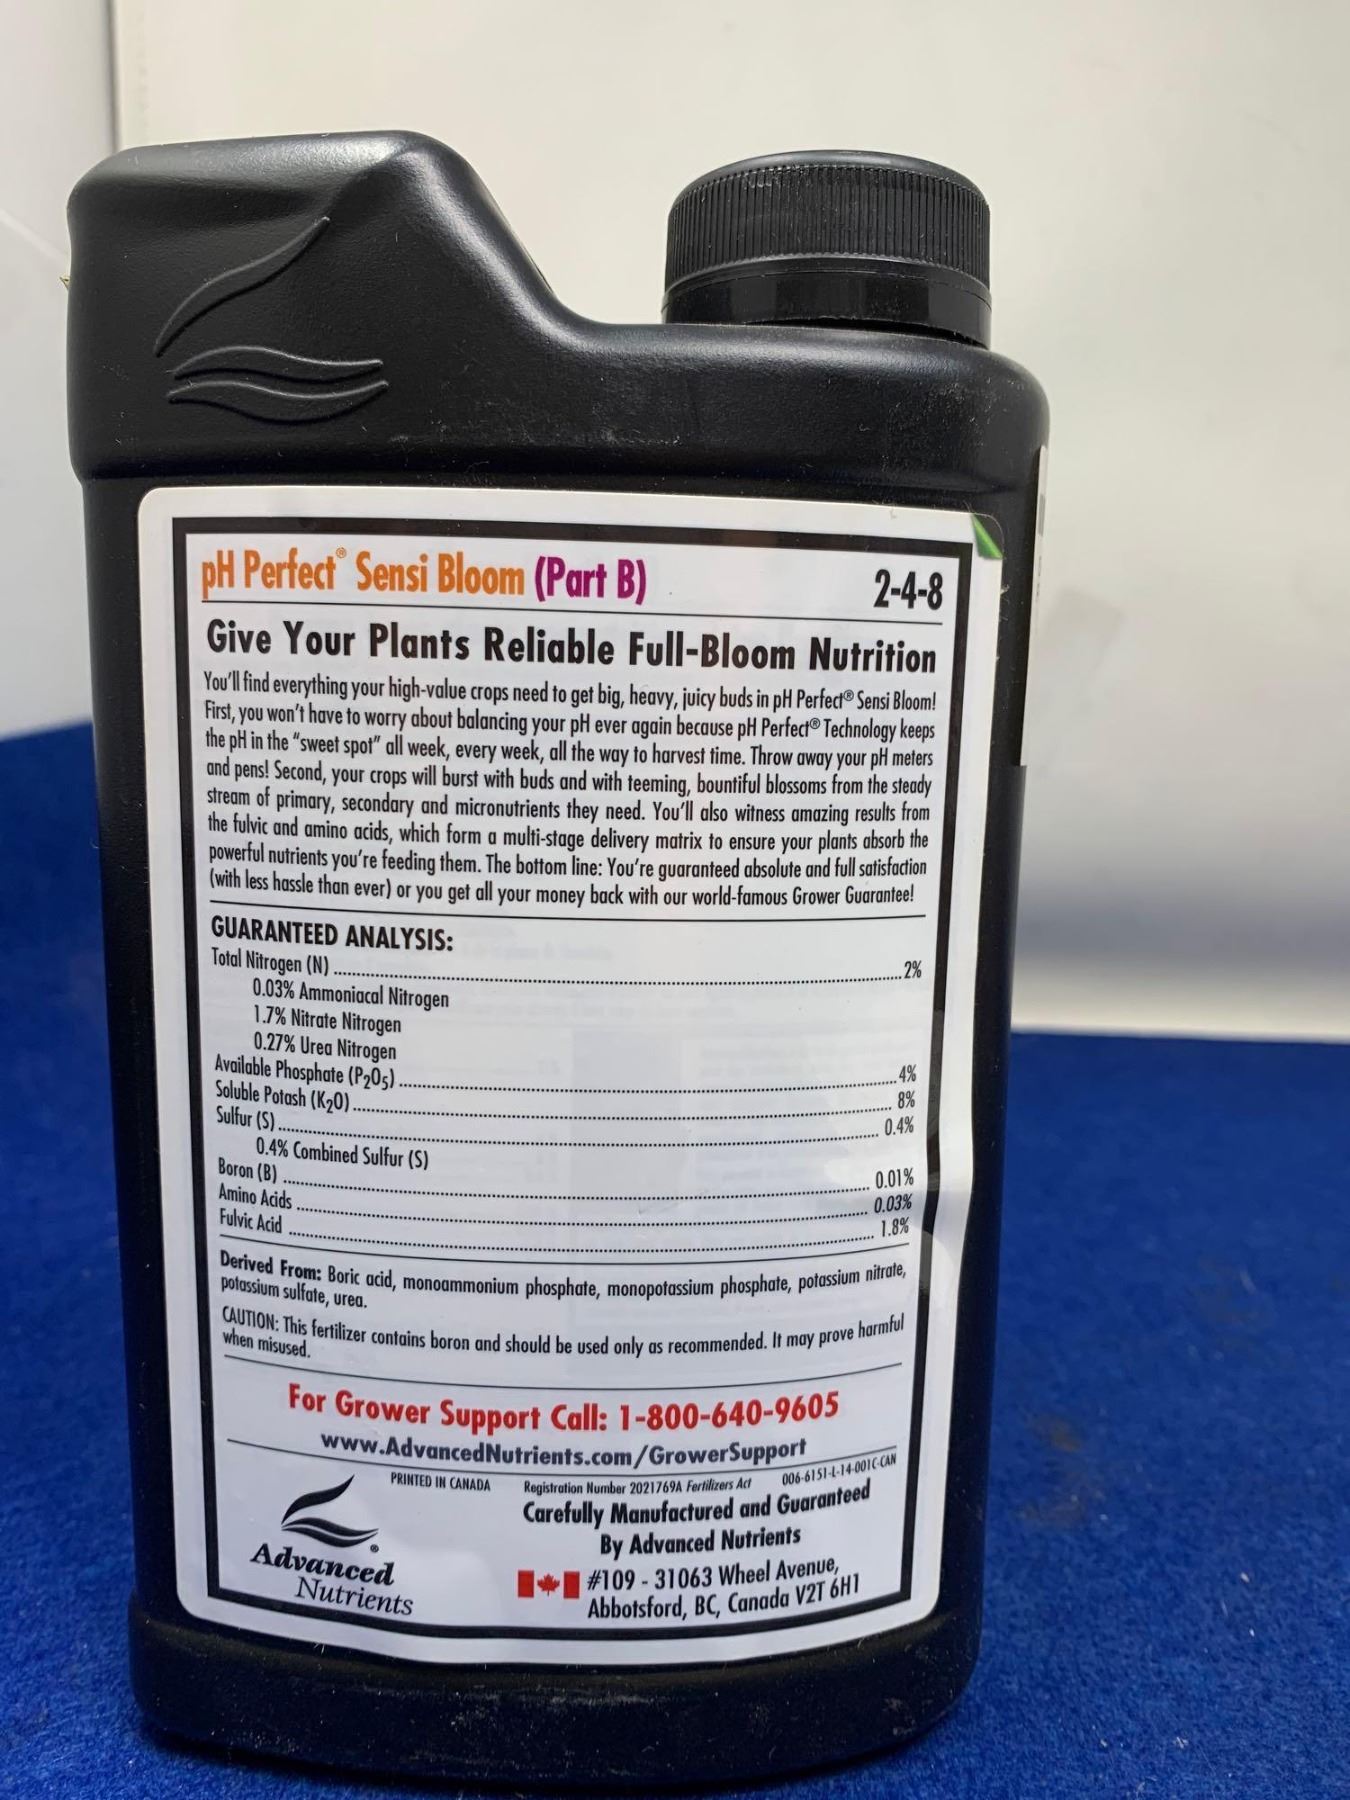 pH Perfect® Sensi Bloom (Part B) 2-4-8
Give Your Plants Reliable Full-Bloom Nutrition
You'll find everything your high-value crops need to get big, heavy, juicy buds in pH Perfect® Sensi Bloom!
First, you won't have to worry about balancing your pH ever again because pH Perfect® Technology keeps
the pH in the "sweet spot" all week, every week, all the way to harvest time. Throw away your pH meters
and pens! Second, your crops will burst with buds and with teeming, bountiful blossoms from the steady
stream of primary, secondary and micronutrients they need. You'll also witness amazing results from
the fulvic and amino acids, which form a multi-stage delivery matrix to ensure your plants absorb the
powerful nutrients you're feeding them. The bottom line: You're guaranteed absolute and full satisfaction
(with less hassle than ever) or you get all your money back with our world-famous Grower Guarantee!
GUARANTEED ANALYSIS:
Total Nitrogen (N) 2%
0.03% Ammoniacal Nitrogen
1.7% Nitrate Nitrogen
0.27% Urea Nitrogen
Available Phosphate (P2O5) 4%
Soluble Potash (K2O) 8%
Sulfur (S) 0.4%
0.4% Combined Sulfur (S)
Boron (B) 0.01%
Amino Acids 0.03%
Fulvic Acid 1.8%
Derived From: Boric acid, monoammonium phosphate, monopotassium phosphate, potassium nitrate,
potassium sulfate, urea.
CAUTION: This fertilizer contains boron and should be used only as recommended. It may prove harmful
when misused.
For Grower Support Call: 1-800-640-9605
www.AdvancedNutrients.com/GrowerSupport
PRINTED IN CANADA Registration Number 2021769A Fertilizers Act 006-6151-L-14-001C-CAN
Carefully Manufactured and Guaranteed
By Advanced Nutrients
#109 - 31063 Wheel Avenue,
Abbotsford, BC, Canada V2T 6H1
Advanced®
Nutrients